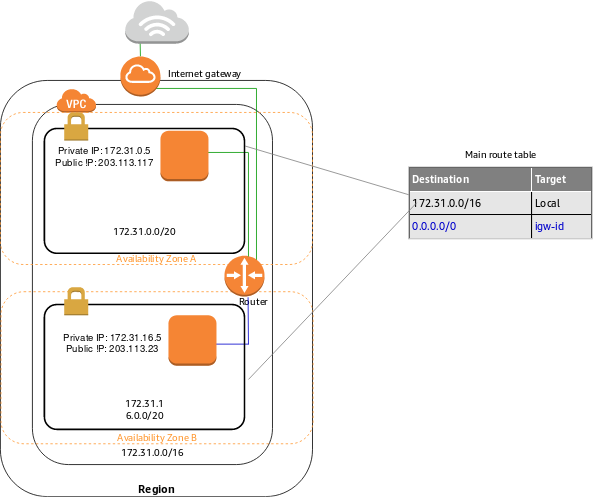 Internet gateway
VPC
Private IP: 172.31.0.5
Public !P: 203.113.117
172.31.0.0/20
Availability Zone A
Router
Private IP: 172.31.16.5
Public !P: 203.113.23
172.31.1
6.0.0/20
Availability Zone B
172.31.0.0/16
Region
Main route table
Destination Target
172.31.0.0/16 Local
0.0.0.0/0 igw-id